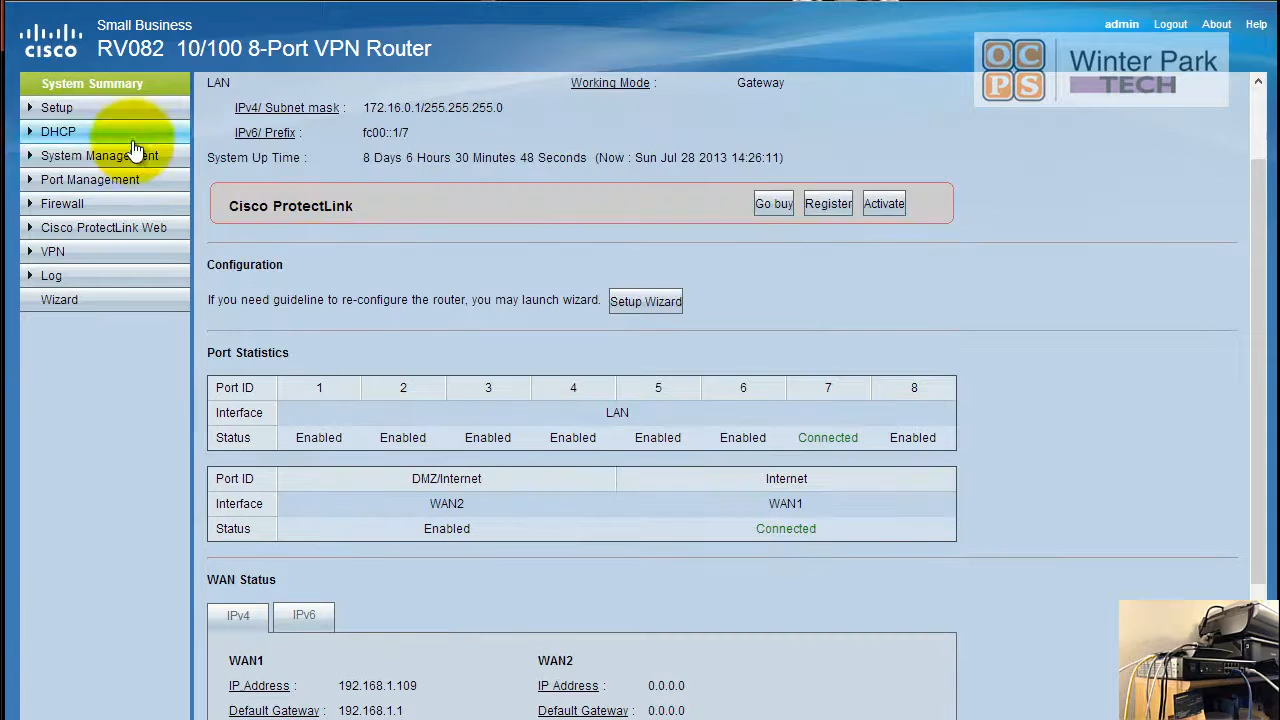 Small Business
cisco RV082 10/100 8-Port VPN Router
admin Logout About Help
OC PS Winter Park TECH
System Summary
Setup
DHCP
System Management
Port Management
Firewall
Cisco ProtectLink Web
VPN
Log
Wizard
LAN Working Mode : Gateway
IPv4/ Subnet mask : 172.16.0.1/255.255.255.0
IPv6/ Prefix : fc00::1/7
System Up Time : 8 Days 6 Hours 30 Minutes 48 Seconds (Now : Sun Jul 28 2013 14:26:11)
Cisco ProtectLink Go buy Register Activate
Configuration
If you need guideline to re-configure the router, you may launch wizard. Setup Wizard
Port Statistics
Port ID 1 2 3 4 5 6 7 8
Interface LAN
Status Enabled Enabled Enabled Enabled Enabled Enabled Connected Enabled
Port ID DMZ/Internet Internet
Interface WAN2 WAN1
Status Enabled Connected
WAN Status
IPv4 IPv6
WAN1 WAN2
IP Address : 192.168.1.109 IP Address : 0.0.0.0
Default Gateway : 192.168.1.1 Default Gateway : 0.0.0.0